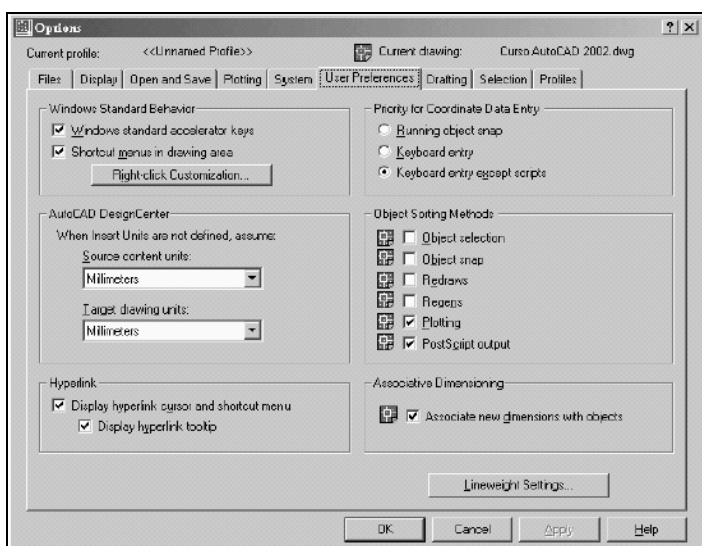 Options
Current profile: <<Unnamed Profile>> Current drawing: Curso AutoCAD 2002.dwg
Files Display Open and Save Plotting System User Preferences Drafting Selection Profiles
Windows Standard Behavior
Windows standard accelerator keys
Shortcut menus in drawing area
Right-click Customization...
AutoCAD DesignCenter
When Insert Units are not defined, assume:
Source content units:
Millimeters
Target drawing units:
Millimeters
Hyperlink
Display hyperlink cursor and shortcut menu
Display hyperlink tooltip
Priority for Coordinate Data Entry
Running object snap
Keyboard entry
Keyboard entry except scripts
Object Sorting Methods
Object selection
Object snap
Redraws
Regens
Plotting
PostScript output
Associative Dimensioning
Associate new dimensions with objects
Lineweight Settings...
OK Cancel Apply Help